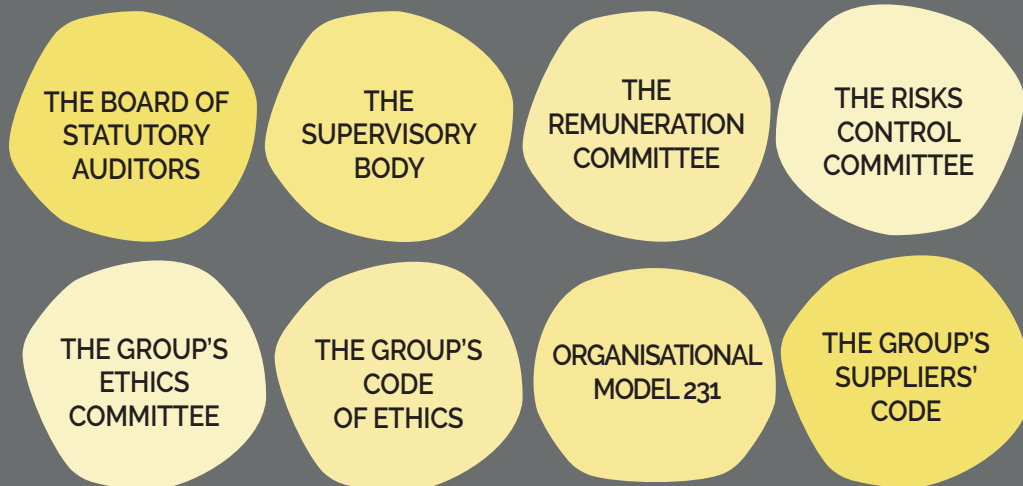 THE BOARD OF
STATUTORY
AUDITORS
THE
SUPERVISORY
BODY
THE
REMUNERATION
COMMITTEE
THE RISKS
CONTROL
COMMITTEE
THE GROUP'S
ETHICS
COMMITTEE
THE GROUP'S
CODE
OF ETHICS
ORGANISATIONAL
MODEL 231
THE GROUP'S
SUPPLIERS'
CODE